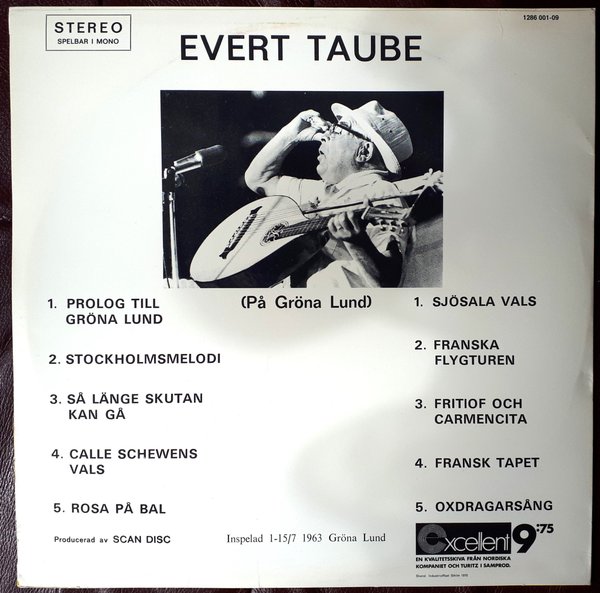 STEREO
SPELBAR I MONO
1286 001-09
EVERT TAUBE
(På Gröna Lund)
1. PROLOG TILL
GRÖNA LUND
2. STOCKHOLMSMELODI
3. SÅ LÄNGE SKUTAN
KAN GÅ
4. CALLE SCHEWENS
VALS
5. ROSA PÅ BAL
1. SJÖSALA VALS
2. FRANSKA
FLYGTUREN
3. FRITIOF OCH
CARMENCITA
4. FRANSK TAPET
5. OXDRAGARSÅNG
Producerad av SCAN DISC
Inspelad 1-15/7 1963 Gröna Lund
excellent 9:75
EN KVALITETSSKIVA FRÅN NORDISKA
KOMPANIET OCH TURITZ I SAMPROD.